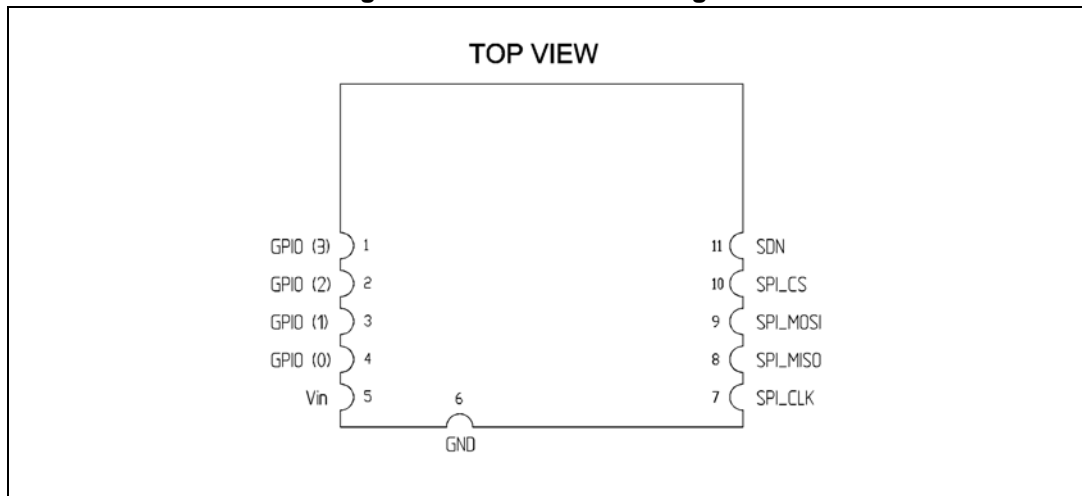 TOP VIEW
GPIO (3) 1 11 SDN
GPIO (2) 2 10 SPI_CS
GPIO (1) 3 9 SPI_MOSI
GPIO (0) 4 8 SPI_MISO
Vin 5 6 7 SPI_CLK
GND